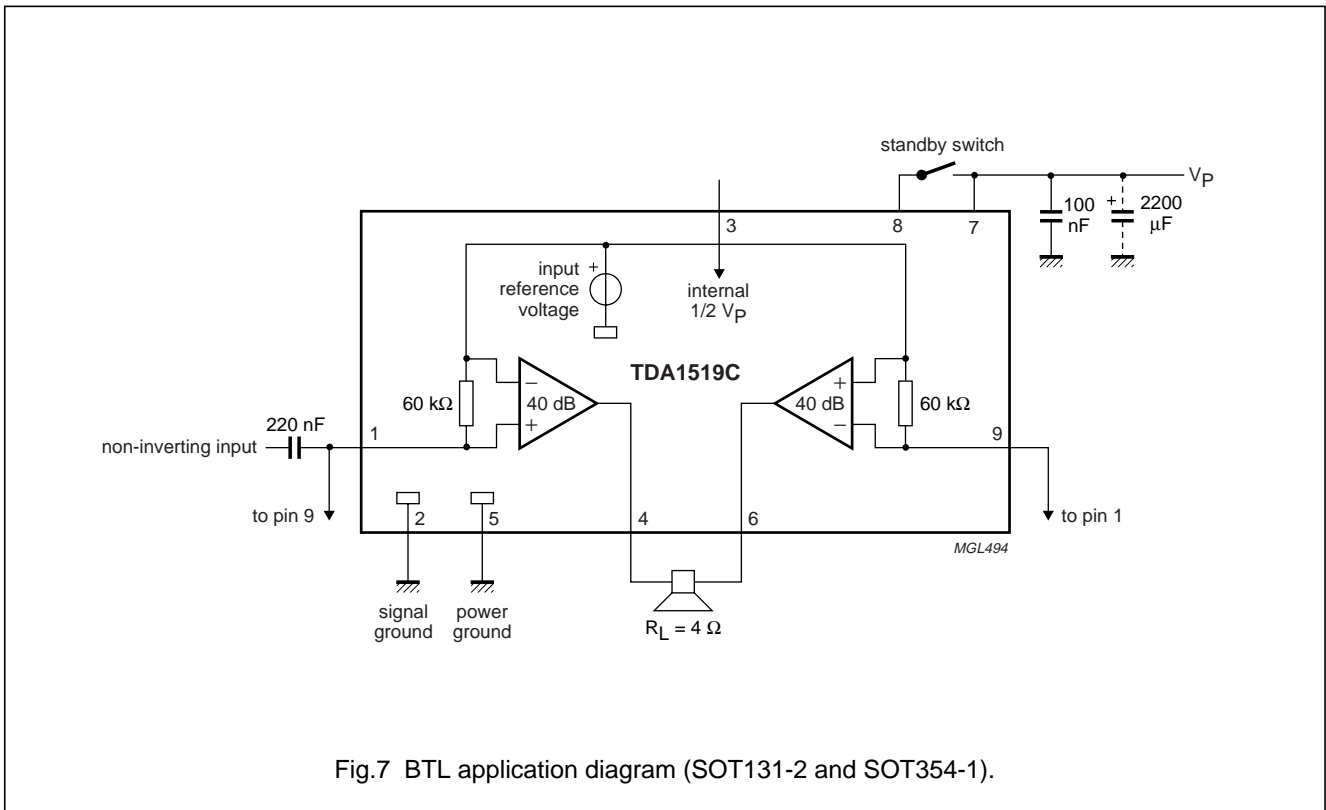 standby switch
V_P
100
nF
+
2200
μF
3
8
7
input
reference
voltage
+
internal
1/2 V_P
TDA1519C
60 kΩ
−
+
40 dB
+
−
40 dB
60 kΩ
220 nF
non-inverting input
1
9
to pin 9
to pin 1
2
5
4
6
MGL494
signal
ground
power
ground
R_L = 4 Ω
Fig.7 BTL application diagram (SOT131-2 and SOT354-1).